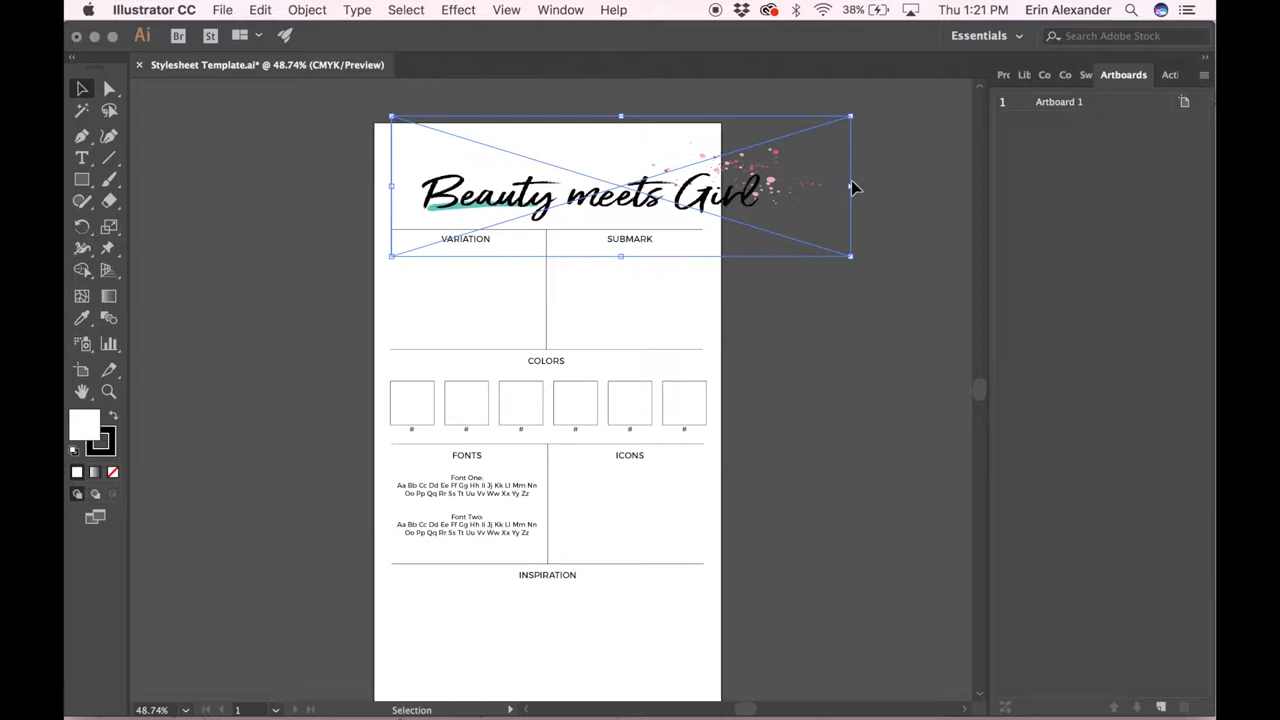 Illustrator CC File Edit Object Type Select Effect View Window Help 38% Thu 1:21 PM Erin Alexander
Ai Br St Essentials Search Adobe Stock
× Stylesheet Template.ai* @ 48.74% (CMYK/Preview)
Pro Lib Co Co Sw Artboards Acti
1 Artboard 1
Beauty meets Girl
VARIATION SUBMARK
COLORS
# # # # # #
FONTS ICONS
Font One:
Aa Bb Cc Dd Ee Ff Gg Hh Ii Jj Kk Ll Mm Nn
Oo Pp Qq Rr Ss Tt Uu Vv Ww Xx Yy Zz
Font Two:
Aa Bb Cc Dd Ee Ff Gg Hh Ii Jj Kk Ll Mm Nn
Oo Pp Qq Rr Ss Tt Uu Vv Ww Xx Yy Zz
INSPIRATION
48.74% 1 Selection